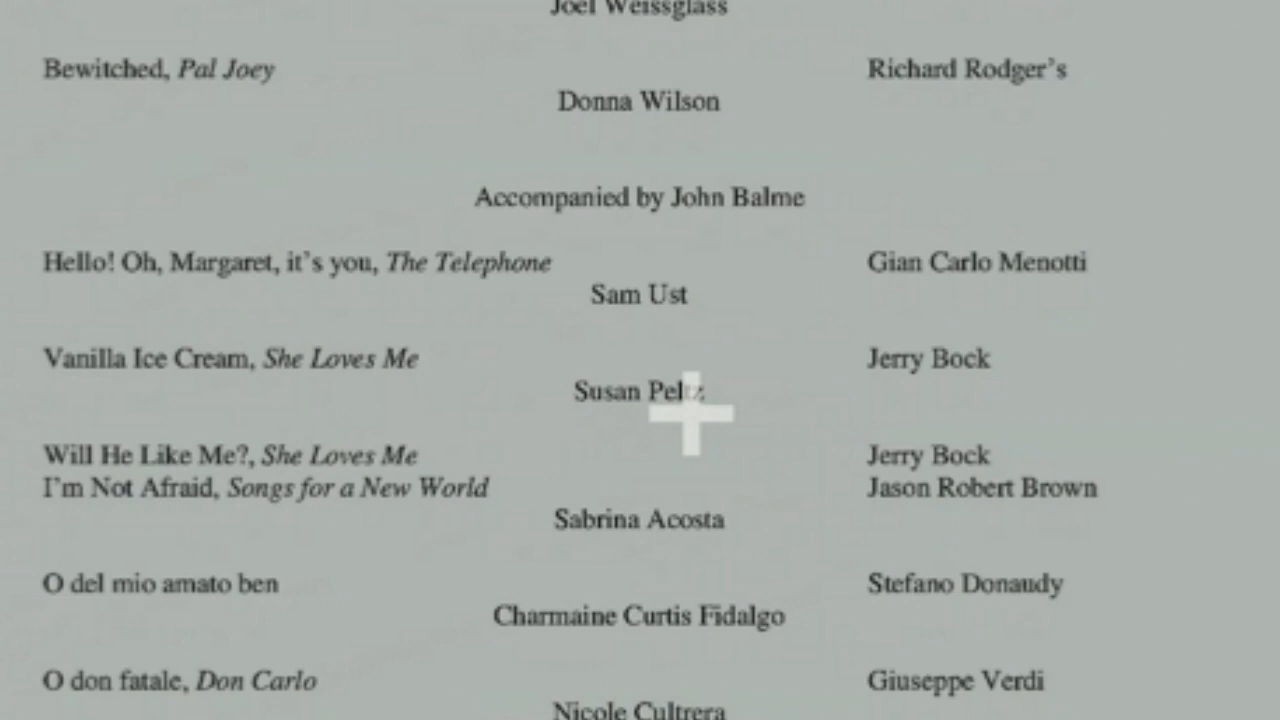 Joel Weissglass
Bewitched, Pal Joey Richard Rodger's
Donna Wilson
Accompanied by John Balme
Hello! Oh, Margaret, it's you, The Telephone Gian Carlo Menotti
Sam Ust
Vanilla Ice Cream, She Loves Me Jerry Bock
Susan Peltz
Will He Like Me?, She Loves Me Jerry Bock
I'm Not Afraid, Songs for a New World Jason Robert Brown
Sabrina Acosta
O del mio amato ben Stefano Donaudy
Charmaine Curtis Fidalgo
O don fatale, Don Carlo Giuseppe Verdi
Nicole Cultrera